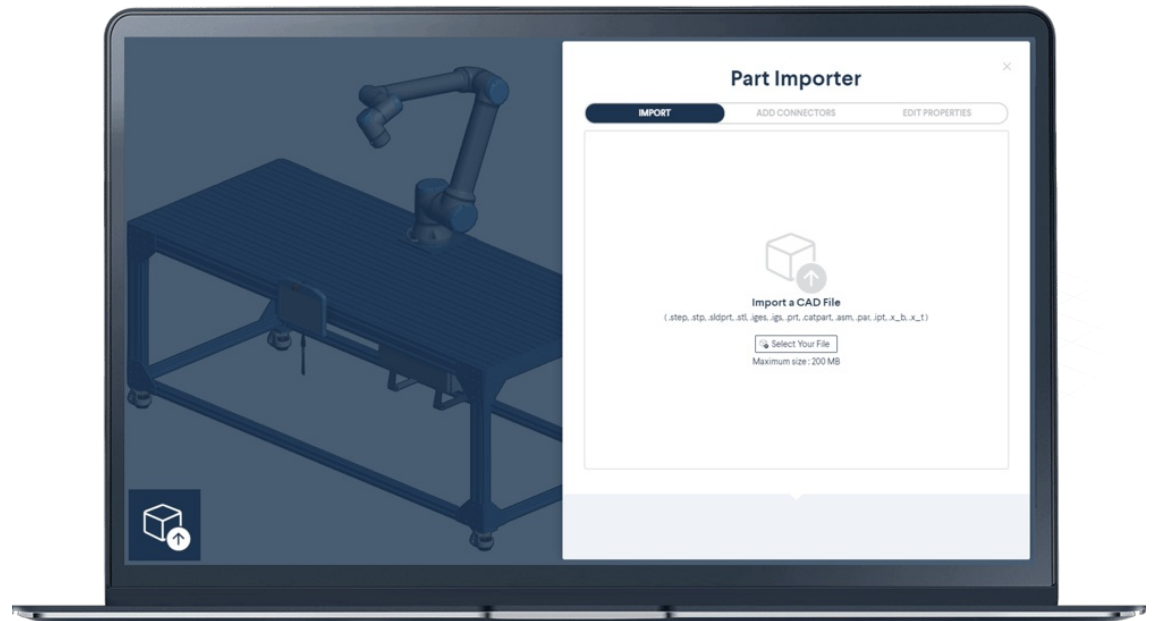 Part Importer
IMPORT
ADD CONNECTORS
EDIT PROPERTIES
Import a CAD File
(.step, .stp, .sldprt, .stl, .iges, .igs, .prt, .catpart, .asm, .par, .ipt, .x_b, .x_t)
Select Your File
Maximum size : 200 MB